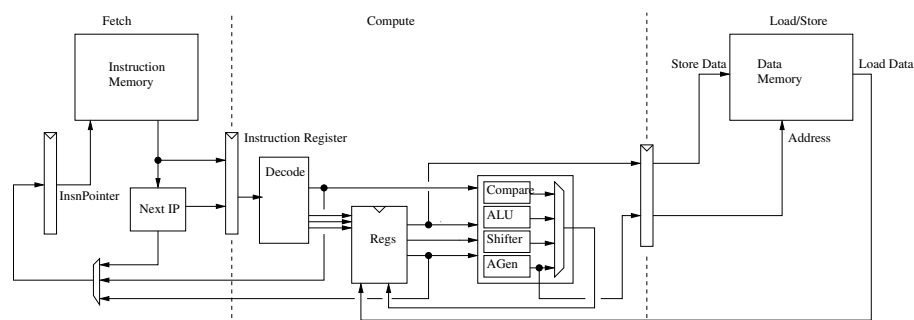 Fetch
Compute
Load/Store
Instruction
Memory
Store Data
Data
Memory
Load Data
Instruction Register
Address
InsnPointer
Next IP
Decode
Regs
Compare
ALU
Shifter
AGen